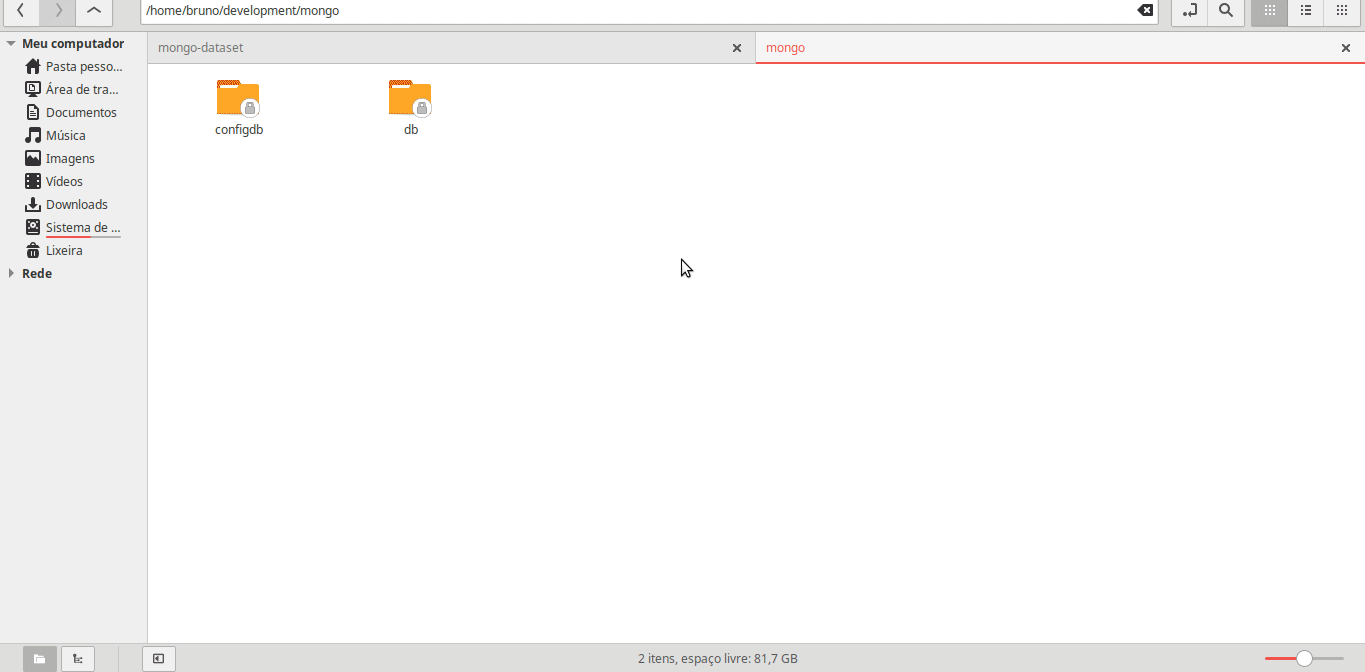 /home/bruno/development/mongo
Meu computador
Pasta pesso...
Área de tra...
Documentos
Música
Imagens
Vídeos
Downloads
Sistema de ...
Lixeira
Rede
mongo-dataset
mongo
configdb
db
2 itens, espaço livre: 81,7 GB